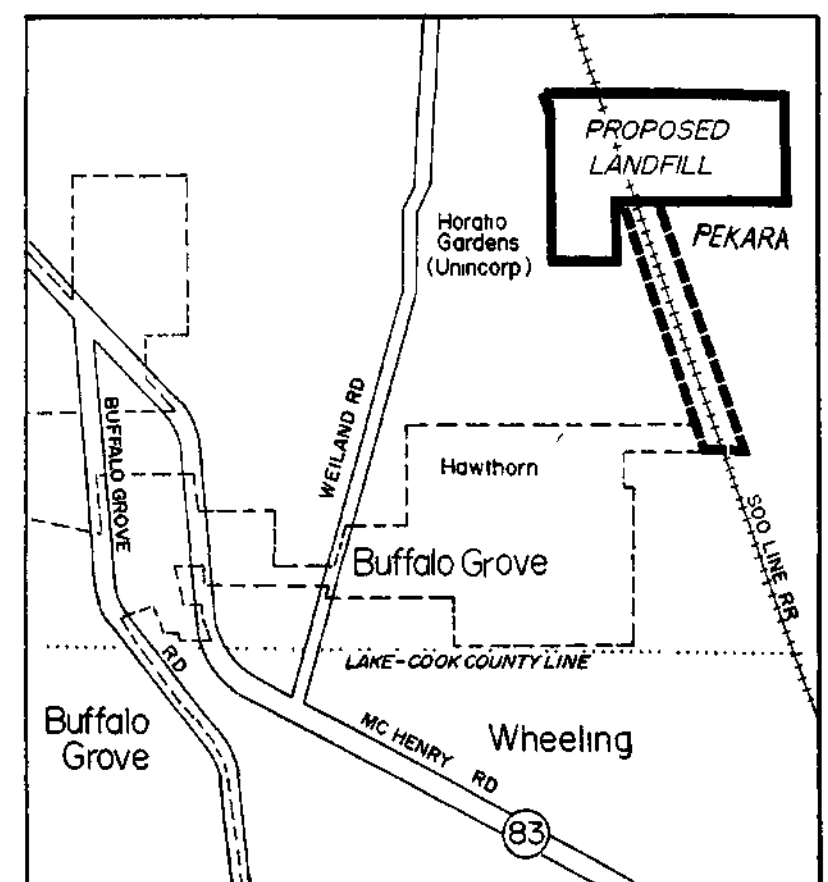 PROPOSED
LANDFILL
Horatio
Gardens
(Unincorp)
PEKARA
WEILAND RD
BUFFALO GROVE
RD
Hawthorn
Buffalo Grove
SOO LINE RR
LAKE-COOK COUNTY LINE
Buffalo
Grove
MC HENRY RD
Wheeling
83